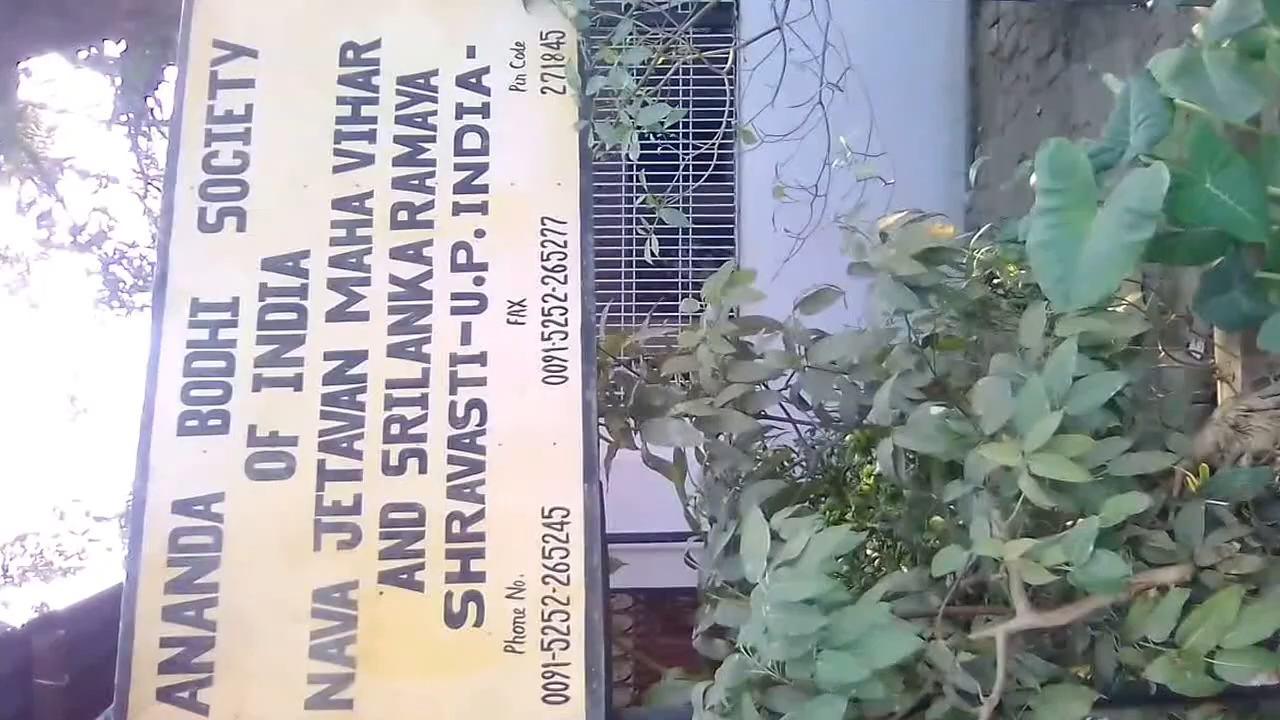 ANANDA BODHI SOCIETY
OF INDIA
NAVA JETAVAN MAHA VIHAR
AND SRILANKARAMAYA
SHRAVASTI-U.P. INDIA-
Phone No. FAX Pin Code
0091-5252-265245 0091-5252-265277 271845